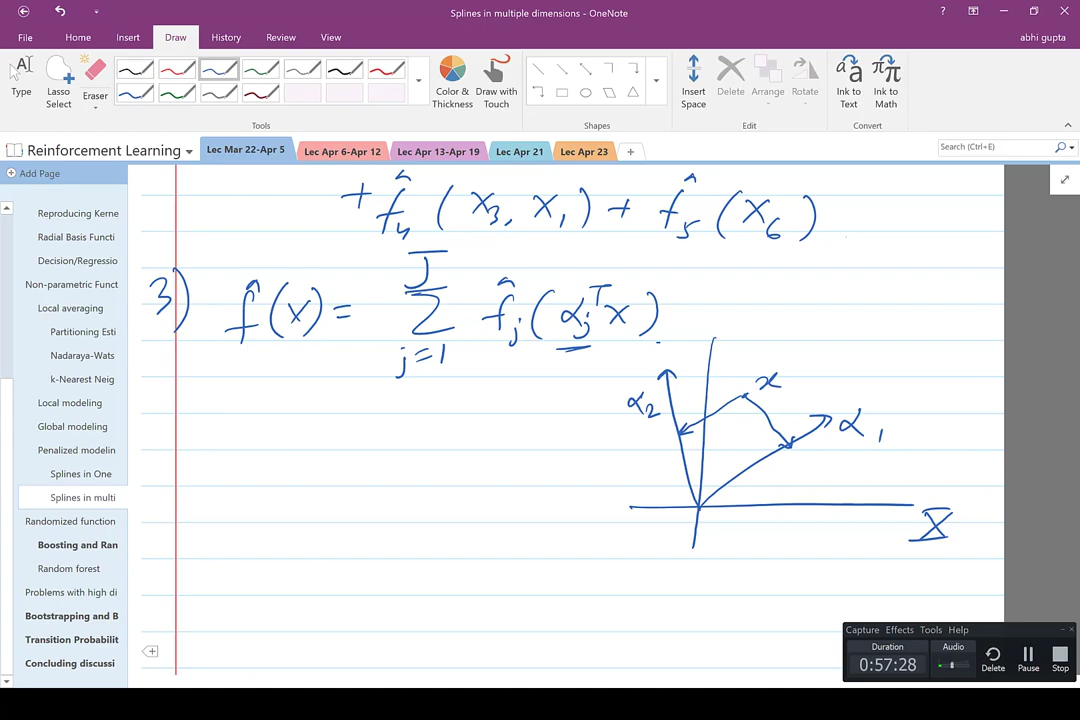 Splines in multiple dimensions - OneNote
?
File Home Insert Draw History Review View
abhi gupta
Type
Lasso Select
Eraser
Color & Thickness
Draw with Touch
Insert Space
Delete
Arrange
Rotate
Ink to Text
Ink to Math
Tools Shapes Edit Convert
Reinforcement Learning
Lec Mar 22-Apr 5 Lec Apr 6-Apr 12 Lec Apr 13-Apr 19 Lec Apr 21 Lec Apr 23 +
Search (Ctrl+E)
Add Page
Reproducing Kerne
Radial Basis Functi
Decision/Regressio
Non-parametric Funct
Local averaging
Partitioning Esti
Nadaraya-Wats
k-Nearest Neig
Local modeling
Global modeling
Penalized modelin
Splines in One
Splines in multi
Randomized function
Boosting and Ran
Random forest
Problems with high di
Bootstrapping and B
Transition Probabilit
Concluding discussi
+ f̂₄ (x₃, x₁) + f̂₅ (x₆)
3) f̂(x) = Σ_{j=1}^{J} f̂_j (α_j^T x)
x
α₂
α₁
X
Capture Effects Tools Help
Duration
0:57:28
Audio
Delete
Pause
Stop